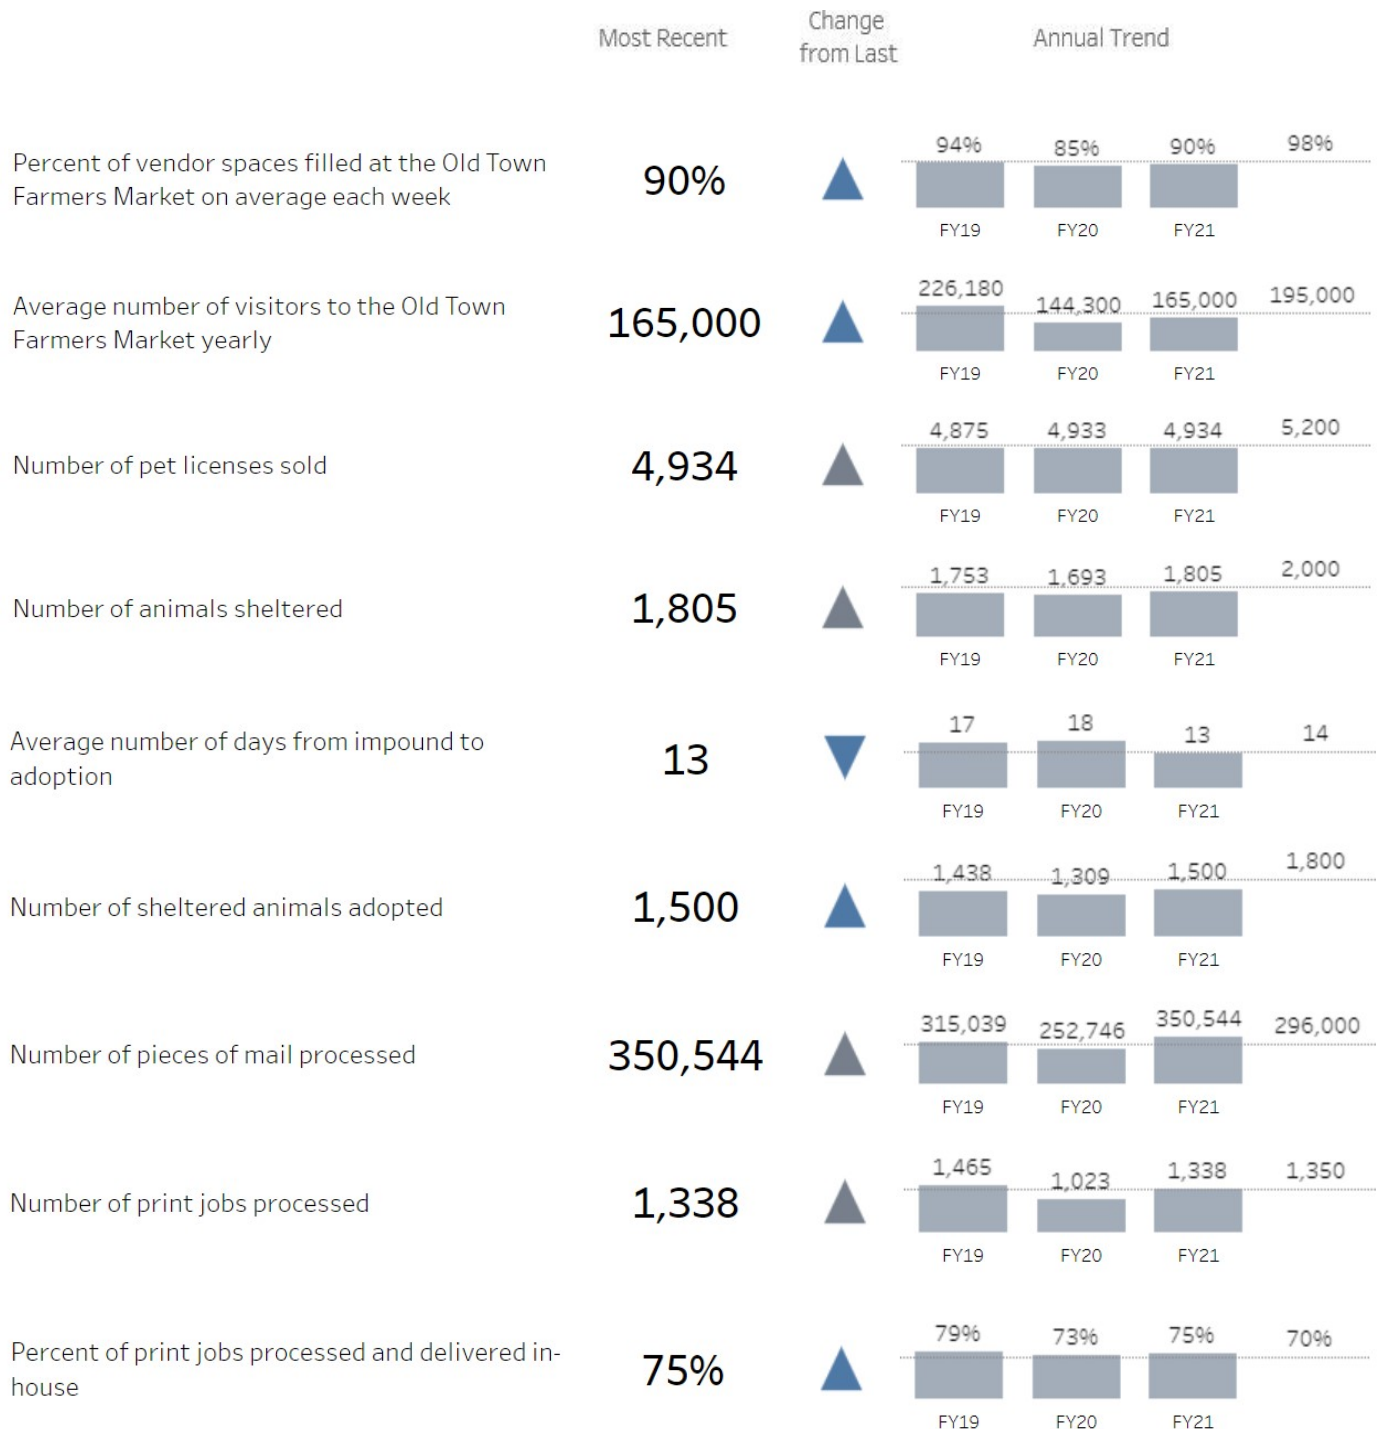 Most Recent
Change
from Last
Annual Trend
Percent of vendor spaces filled at the Old Town
Farmers Market on average each week
90%
94%
85%
90%
98%
FY19
FY20
FY21
Average number of visitors to the Old Town
Farmers Market yearly
165,000
226,180
144,300
165,000
195,000
FY19
FY20
FY21
Number of pet licenses sold
4,934
4,875
4,933
4,934
5,200
FY19
FY20
FY21
Number of animals sheltered
1,805
1,753
1,693
1,805
2,000
FY19
FY20
FY21
Average number of days from impound to
adoption
13
17
18
13
14
FY19
FY20
FY21
Number of sheltered animals adopted
1,500
1,438
1,309
1,500
1,800
FY19
FY20
FY21
Number of pieces of mail processed
350,544
315,039
252,746
350,544
296,000
FY19
FY20
FY21
Number of print jobs processed
1,338
1,465
1,023
1,338
1,350
FY19
FY20
FY21
Percent of print jobs processed and delivered in-
house
75%
79%
73%
75%
70%
FY19
FY20
FY21